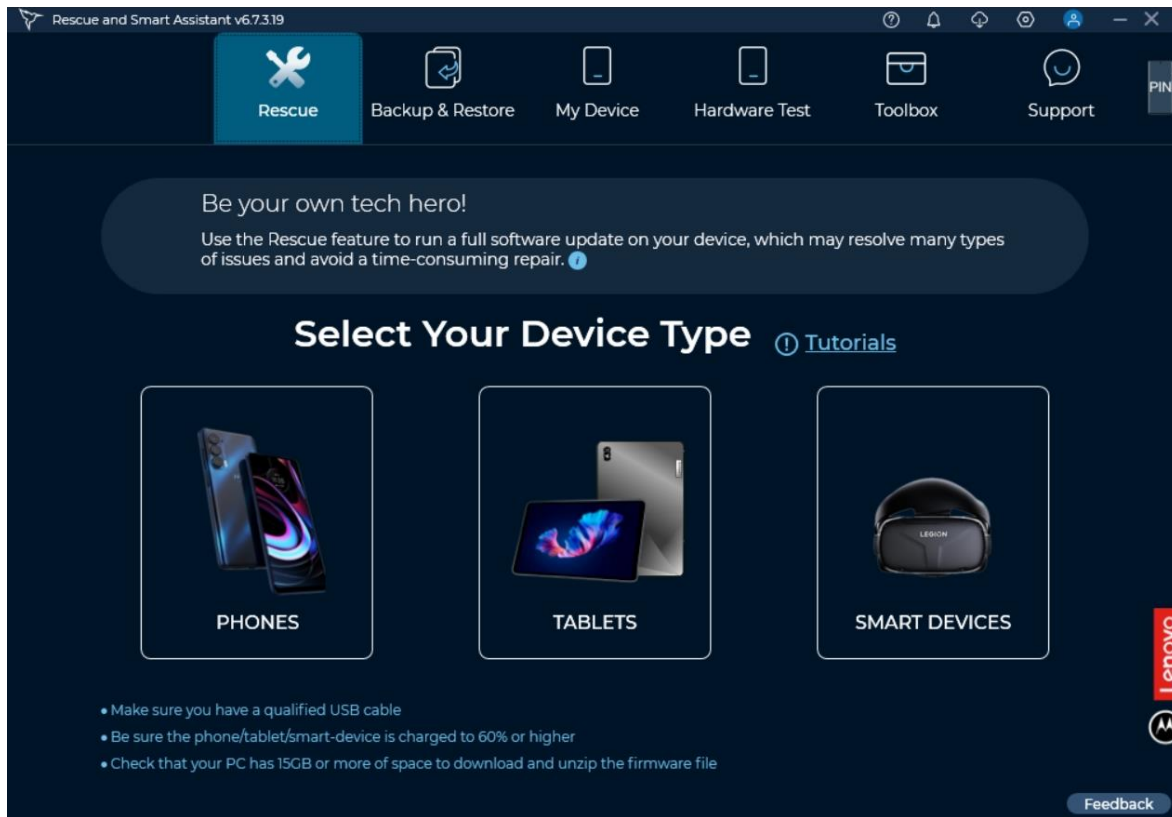 Rescue and Smart Assistant v6.7.3.19
Rescue
Backup & Restore
My Device
Hardware Test
Toolbox
Support
PIN
Be your own tech hero!
Use the Rescue feature to run a full software update on your device, which may resolve many types
of issues and avoid a time-consuming repair.
Select Your Device Type
Tutorials
LEGION
PHONES
TABLETS
SMART DEVICES
Lenovo
• Make sure you have a qualified USB cable
• Be sure the phone/tablet/smart-device is charged to 60% or higher
• Check that your PC has 15GB or more of space to download and unzip the firmware file
Feedback